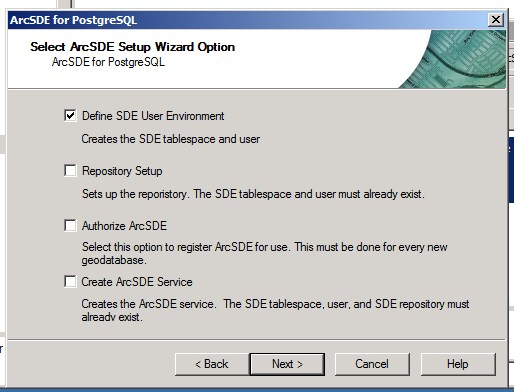 ArcSDE for PostgreSQL
Select ArcSDE Setup Wizard Option
ArcSDE for PostgreSQL
Define SDE User Environment
Creates the SDE tablespace and user
Repository Setup
Sets up the reporistory. The SDE tablespace and user must already exist.
Authorize ArcSDE
Select this option to register ArcSDE for use. This must be done for every new
geodatabase.
Create ArcSDE Service
Creates the ArcSDE service. The SDE tablespace, user, and SDE repository must
already exist.
< Back
Next >
Cancel
Help